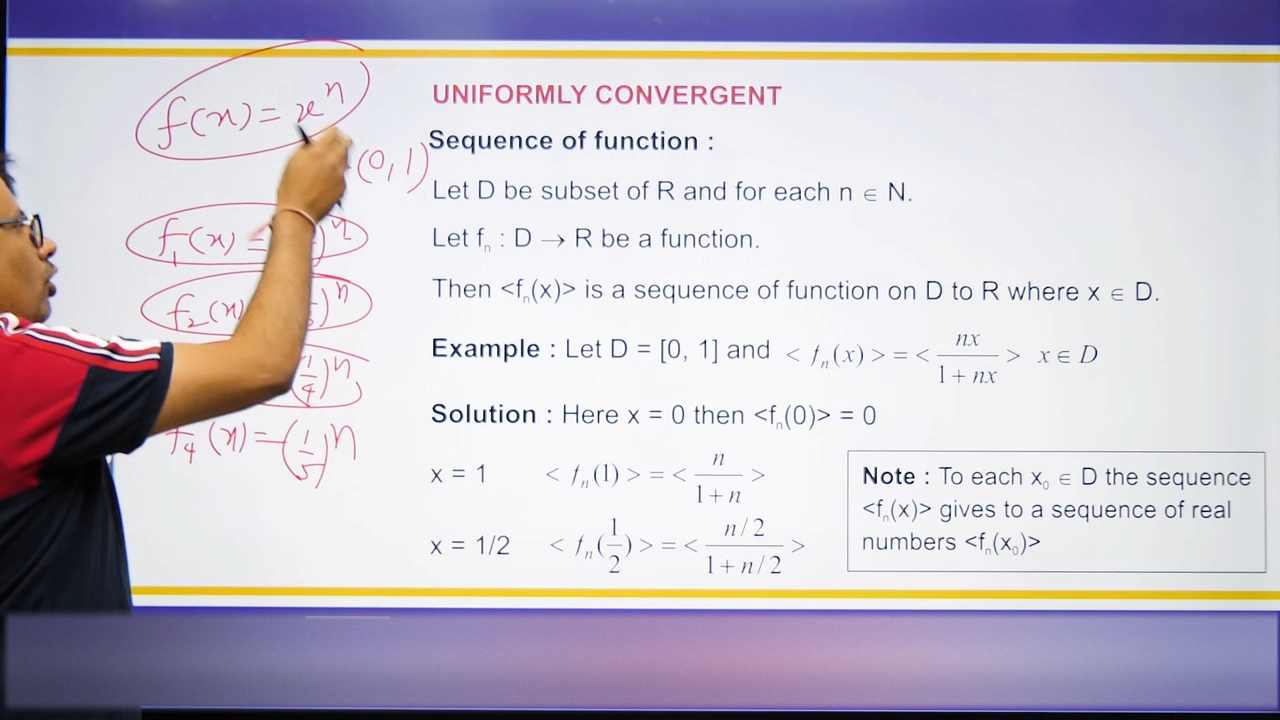 f(x) = x^n
(0, 1)
f_1(x) = ( )^n
f_2(x) )^n
(1/4)^n
f_4(x) = (1/5)^n
UNIFORMLY CONVERGENT
Sequence of function :
Let D be subset of R and for each n ∈ N.
Let fₙ : D → R be a function.
Then <fₙ(x)> is a sequence of function on D to R where x ∈ D.
Example : Let D = [0, 1] and < fₙ(x) > = < nx / 1 + nx > x ∈ D
Solution : Here x = 0 then <fₙ(0)> = 0
x = 1 < fₙ(1) > = < n / 1 + n >
x = 1/2 < fₙ(1/2) > = < n / 2 / 1 + n / 2 >
Note : To each x₀ ∈ D the sequence
<fₙ(x)> gives to a sequence of real
numbers <fₙ(x₀)>